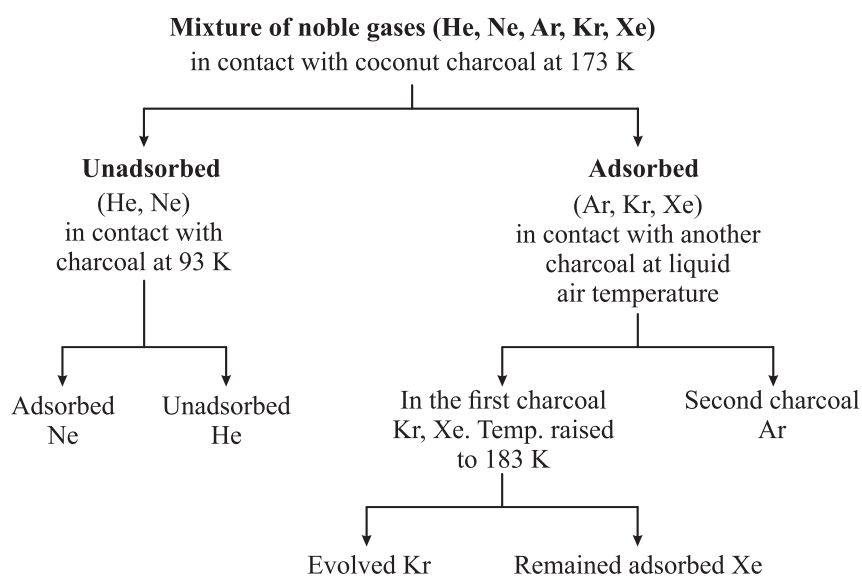 Mixture of noble gases (He, Ne, Ar, Kr, Xe)
in contact with coconut charcoal at 173 K
Unadsorbed
(He, Ne)
in contact with
charcoal at 93 K
Adsorbed
(Ar, Kr, Xe)
in contact with another
charcoal at liquid
air temperature
Adsorbed
Ne
Unadsorbed
He
In the first charcoal
Kr, Xe. Temp. raised
to 183 K
Second charcoal
Ar
Evolved Kr
Remained adsorbed Xe